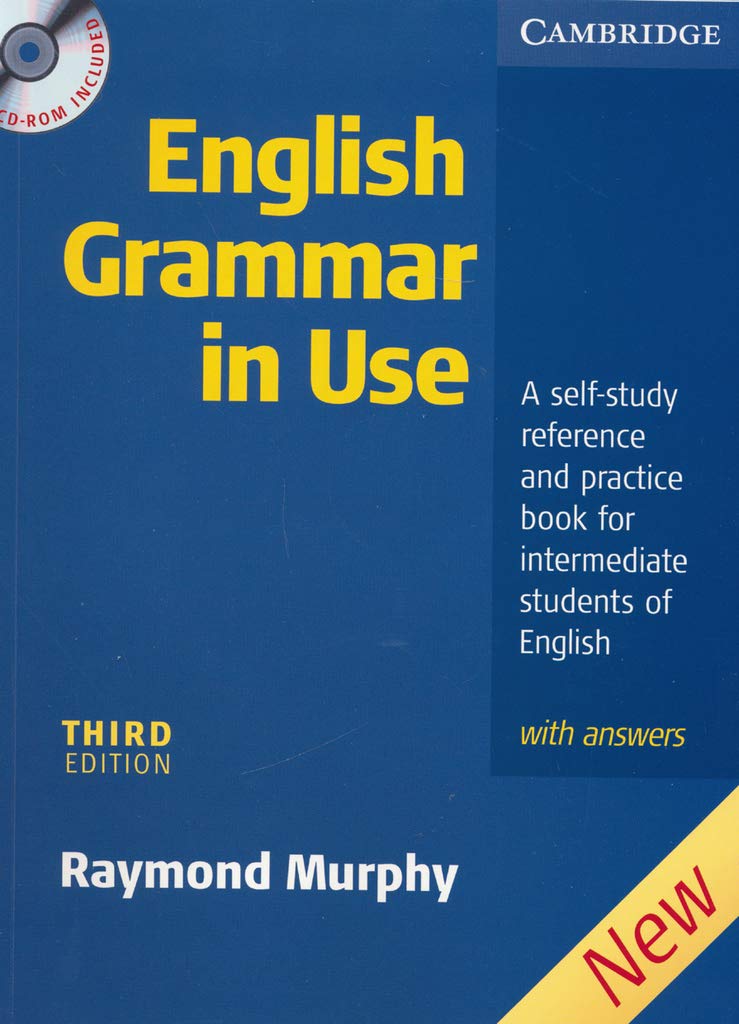 CD-ROM INCLUDED
CAMBRIDGE
English
Grammar
in Use
A self-study
reference
and practice
book for
intermediate
students of
English
with answers
THIRD
EDITION
Raymond Murphy
New